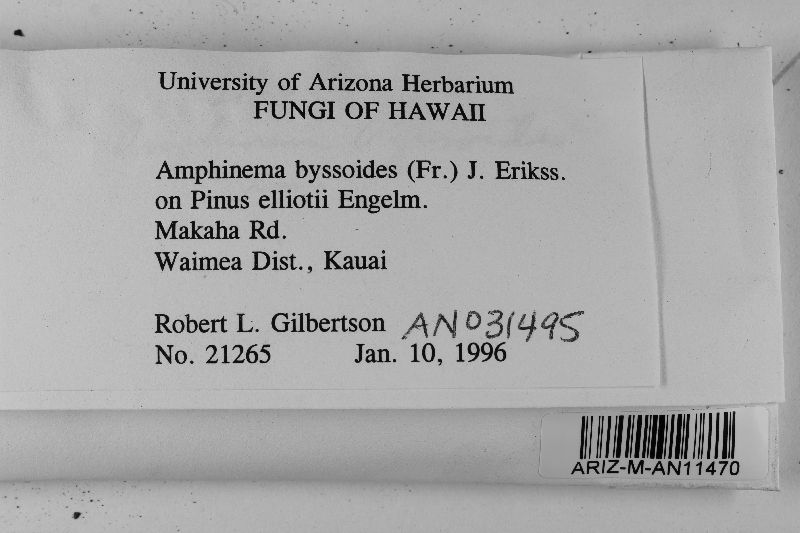 University of Arizona Herbarium
FUNGI OF HAWAII
Amphinema byssoides (Fr.) J. Erikss.
on Pinus elliotii Engelm.
Makaha Rd.
Waimea Dist., Kauai
Robert L. Gilbertson AN031495
No. 21265 Jan. 10, 1996
ARIZ-M-AN11470